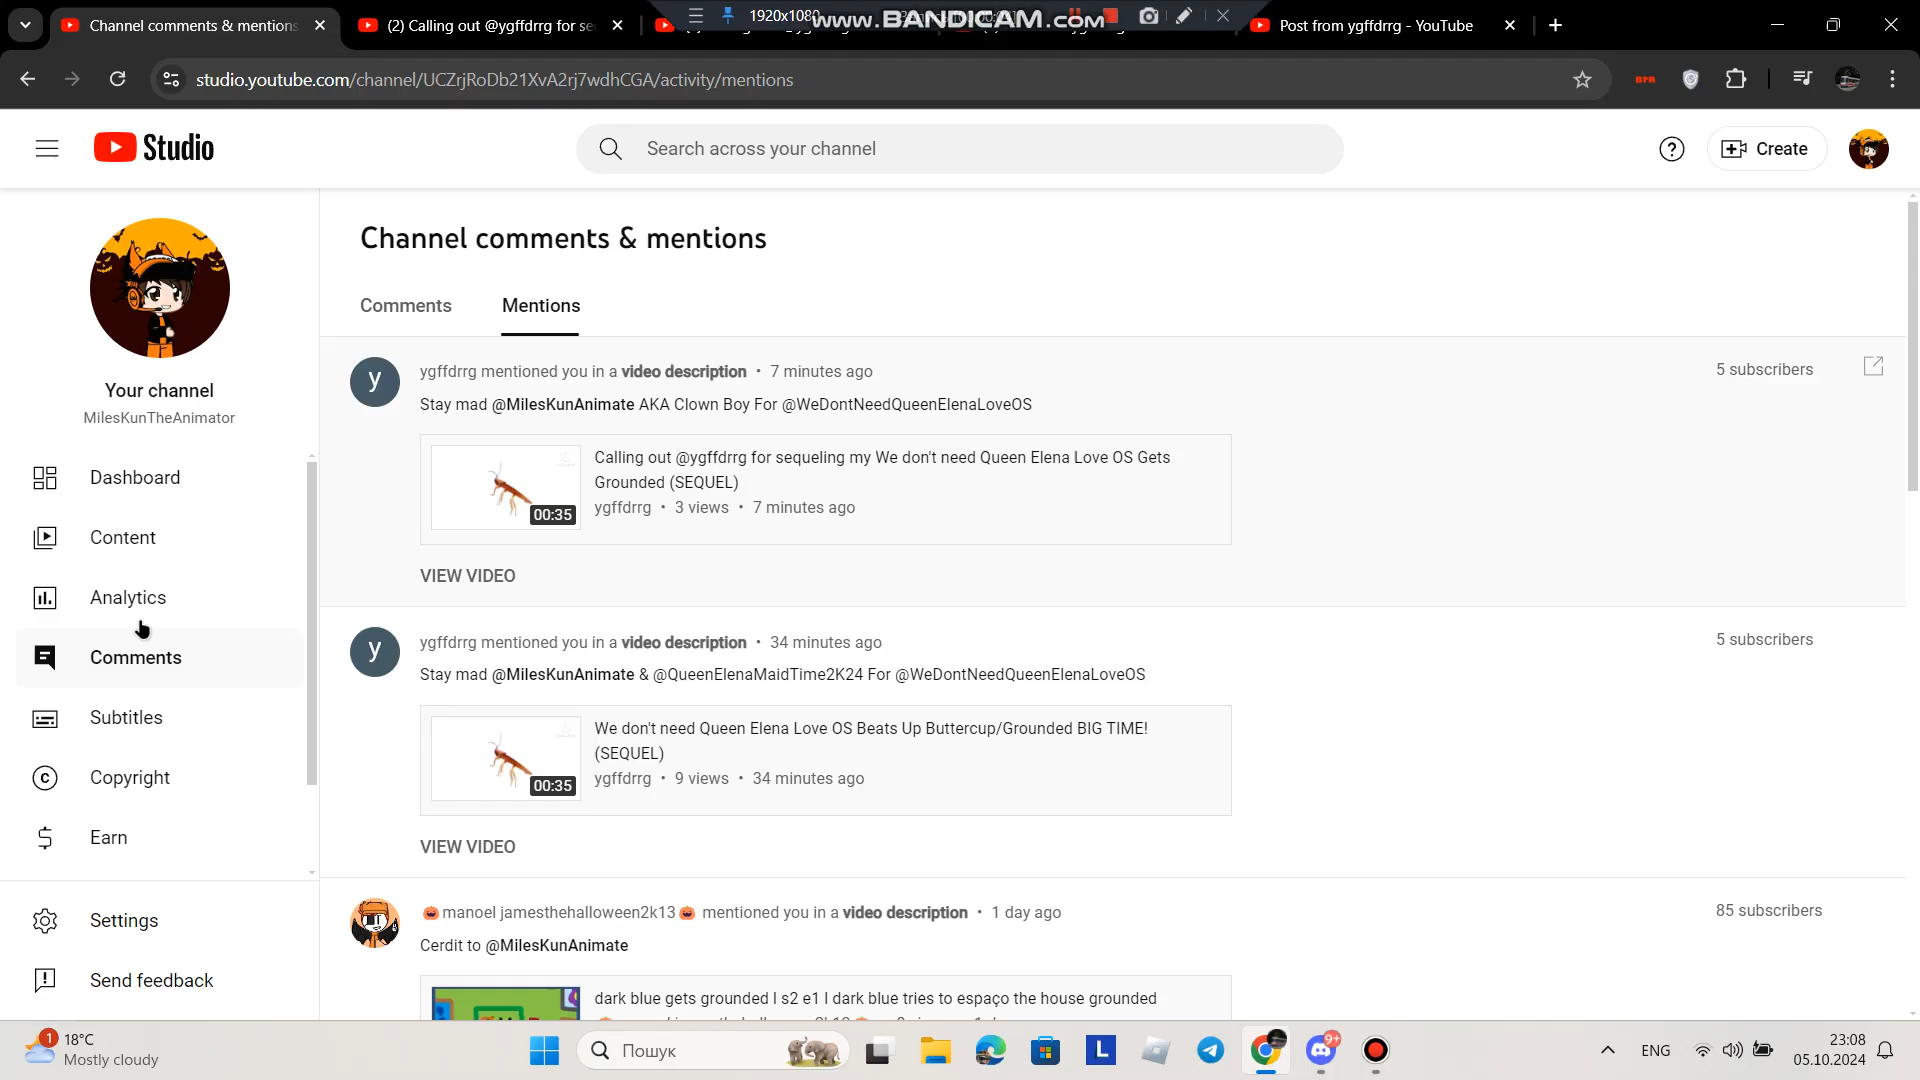 Channel comments & mentions
(2) Calling out @ygffdrrg for se
1920x1080
www.BANDICAM.com
Post from ygffdrrg - YouTube
studio.youtube.com/channel/UCZrjRoDb21XvA2rj7wdhCGA/activity/mentions
Studio
Search across your channel
Create
Your channel
MilesKunTheAnimator
Dashboard
Content
Analytics
Comments
Subtitles
Copyright
Earn
Settings
Send feedback
Channel comments & mentions
Comments
Mentions
y
ygffdrrg mentioned you in a video description • 7 minutes ago
5 subscribers
Stay mad @MilesKunAnimate AKA Clown Boy For @WeDontNeedQueenElenaLoveOS
00:35
Calling out @ygffdrrg for sequeling my We don't need Queen Elena Love OS Gets
Grounded (SEQUEL)
ygffdrrg • 3 views • 7 minutes ago
VIEW VIDEO
y
ygffdrrg mentioned you in a video description • 34 minutes ago
5 subscribers
Stay mad @MilesKunAnimate & @QueenElenaMaidTime2K24 For @WeDontNeedQueenElenaLoveOS
00:35
We don't need Queen Elena Love OS Beats Up Buttercup/Grounded BIG TIME!
(SEQUEL)
ygffdrrg • 9 views • 34 minutes ago
VIEW VIDEO
🎃manoel jamesthehalloween2k13🎃 mentioned you in a video description • 1 day ago
85 subscribers
Cerdit to @MilesKunAnimate
dark blue gets grounded l s2 e1 l dark blue tries to espaço the house grounded
1
18°C
Mostly cloudy
Пошук
L
9+
ENG
23:08
05.10.2024